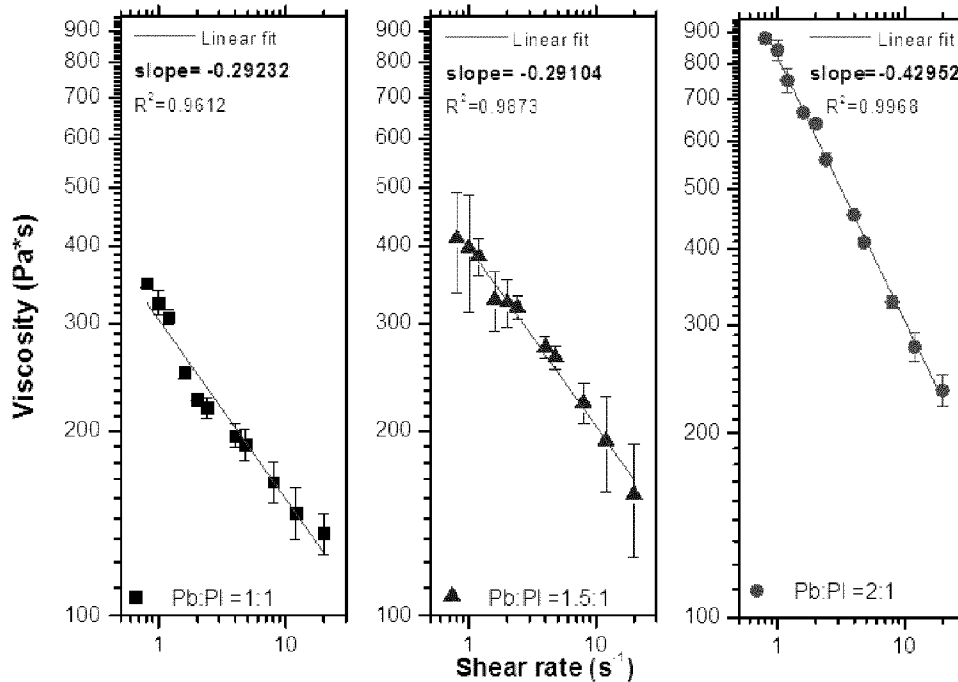 Viscosity (Pa*s)
900
800
700
600
500
400
300
200
100
Linear fit
slope= -0.29232
R²=0.9612
Pb:Pl =1:1
1
10
900
800
700
600
500
400
300
200
100
Linear fit
slope= -0.29104
R²=0.9873
Pb:Pl =1.5:1
1
10
900
800
700
600
500
400
300
200
100
Linear fit
slope= -0.42952
R²=0.9968
Pb:Pl =2:1
1
10
Shear rate (s⁻¹)